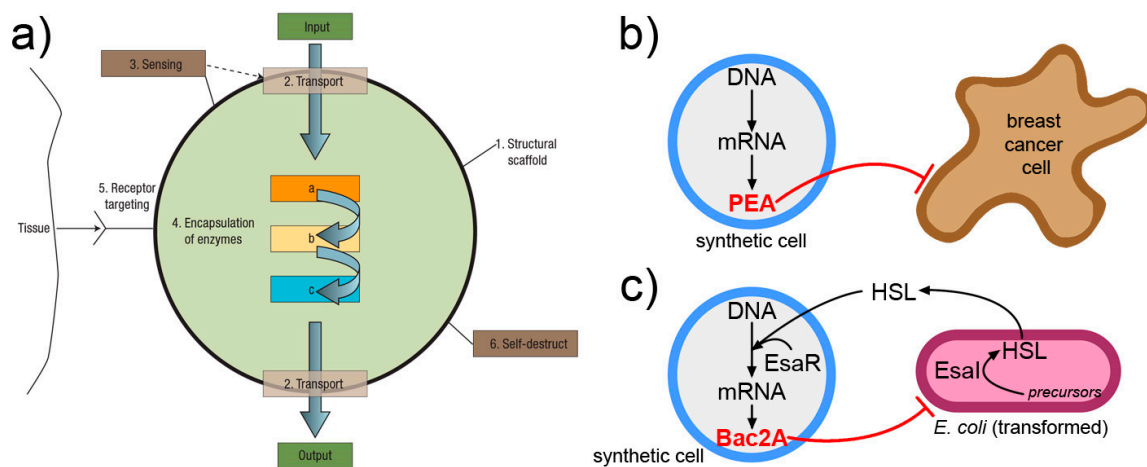 a)
Input
3. Sensing
2. Transport
1. Structural
scaffold
a
5. Receptor
targeting
4. Encapsulation
of enzymes
Tissue
b
c
6. Self-destruct
2. Transport
Output
b)
DNA
mRNA
PEA
synthetic cell
breast
cancer
cell
c)
HSL
DNA
EsaR
mRNA
Bac2A
synthetic cell
HSL
EsaI
precursors
E. coli (transformed)